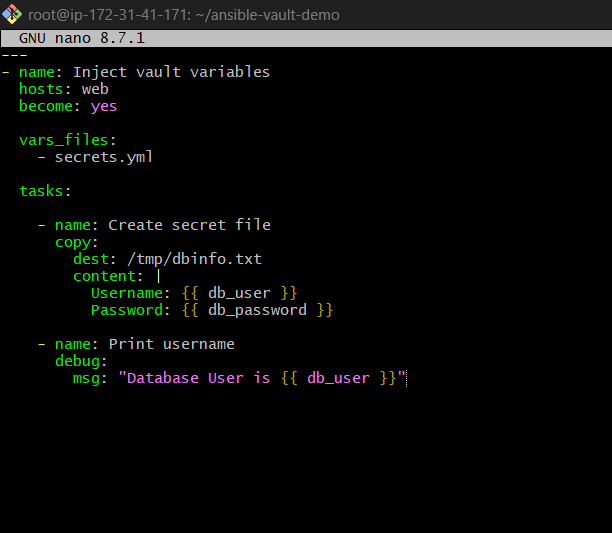 root@ip-172-31-41-171: ~/ansible-vault-demo
GNU nano 8.7.1
---
- name: Inject vault variables
  hosts: web
  become: yes

  vars_files:
    - secrets.yml

  tasks:

    - name: Create secret file
      copy:
        dest: /tmp/dbinfo.txt
        content: |
          Username: {{ db_user }}
          Password: {{ db_password }}

    - name: Print username
      debug:
        msg: "Database User is {{ db_user }}"